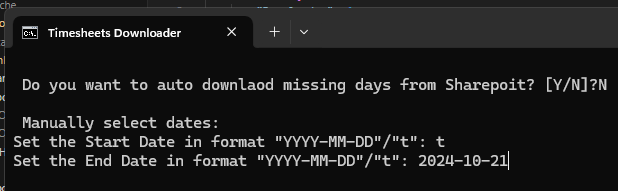 Timesheets Downloader
Do you want to auto downlaod missing days from Sharepoit? [Y/N]?N
Manually select dates:
Set the Start Date in format "YYYY-MM-DD"/"t": t
Set the End Date in format "YYYY-MM-DD"/"t": 2024-10-21